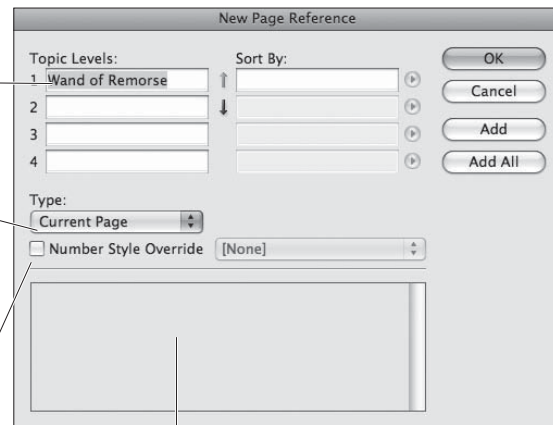 New Page Reference
Topic Levels: Sort By:
1 Wand of Remorse
2
3
4
OK
Cancel
Add
Add All
Type:
Current Page
Number Style Override [None]